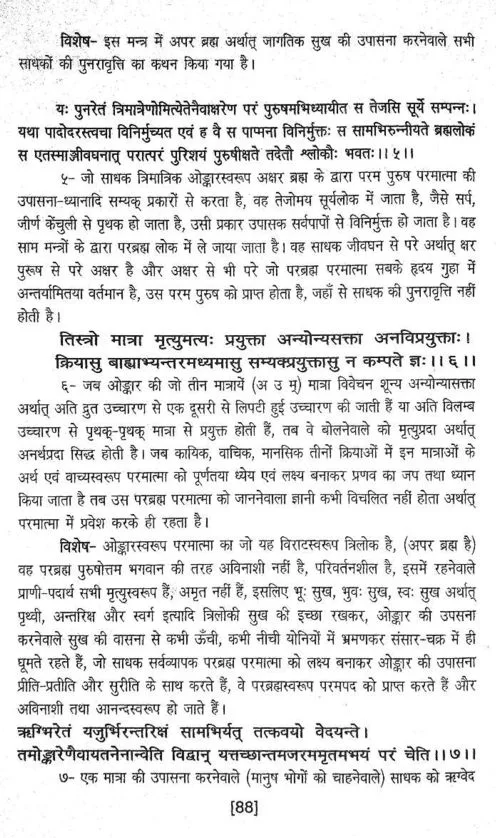 विशेष- इस मन्त्र में अपर ब्रह्म अर्थात् जागतिक सुख की उपासना करनेवाले सभी
साधकों की पुनरावृत्ति का कथन किया गया है।
यः पुनरेतं त्रिमात्रेणोमित्येतेनैवाक्षरेण परं पुरुषमभिध्यायीत स तेजसि सूर्ये सम्पन्नः।
यथा पादोदरस्त्वचा विनिर्मुच्यत एवं ह वै स पाप्मना विनिर्मुक्तः स सामभिरुन्नीयते ब्रह्मलोकं
स एतस्माज्जीवघनात् परात्परं पुरिशयं पुरुषीक्षते तदेतौ श्लोकौः भवतः।।५।।
५- जो साधक त्रिमात्रिक ओङ्कारस्वरूप अक्षर ब्रह्म के द्वारा परम पुरुष परमात्मा की
उपासना-ध्यानादि सम्यक् प्रकारों से करता है, वह तेजोमय सूर्यलोक में जाता है, जैसे सर्प,
जीर्ण केंचुली से पृथक हो जाता है, उसी प्रकार उपासक सर्वपापों से विनिर्मुक्त हो जाता है। वह
साम मन्त्रों के द्वारा परब्रह्म लोक में ले जाया जाता है। वह साधक जीवघन से परे अर्थात् क्षर
पुरूष से परे अक्षर है और अक्षर से भी परे जो परब्रह्म परमात्मा सबके हृदय गुहा में
अन्तर्यामितया वर्तमान है, उस परम पुरुष को प्राप्त होता है, जहाँ से साधक की पुनरावृत्ति नहीं
होती है।
तिस्त्रो मात्रा मृत्युमत्यः प्रयुक्ता अन्योन्यसक्ता अनविप्रयुक्ताः।
क्रियासु बाह्याभ्यन्तरमध्यमासु सम्यक्प्रयुक्तासु न कम्पते ज्ञः।।६।।
६- जब ओङ्कार की जो तीन मात्रायें (अ उ म्) मात्रा विवेचन शून्य अन्योन्यसक्ता
अर्थात् अति द्रुत उच्चारण से एक दूसरी से लिपटी हुई उच्चारण की जाती हैं या अति विलम्ब
उच्चारण से पृथक्-पृथक् मात्रा से प्रयुक्त होती हैं, तब वे बोलनेवाले को मृत्युप्रदा अर्थात्
अनर्थप्रदा सिद्ध होती है। जब कायिक, वाचिक, मानसिक तीनों क्रियाओं में इन मात्राओं के
अर्थ एवं वाच्यस्वरूप परमात्मा को पूर्णतया ध्येय एवं लक्ष्य बनाकर प्रणव का जप तथा ध्यान
किया जाता है तब उस परब्रह्म परमात्मा को जाननेवाला ज्ञानी कभी विचलित नहीं होता अर्थात्
परमात्मा में प्रवेश करके ही रहता है।
विशेष- ओङ्कारस्वरूप परमात्मा का जो यह विराटस्वरूप त्रिलोक है, (अपर ब्रह्म है)
वह परब्रह्म पुरुषोत्तम भगवान की तरह अविनाशी नहीं है, परिवर्तनशील है, इसमें रहनेवाले
प्राणी-पदार्थ सभी मृत्युस्वरूप हैं, अमृत नहीं हैं, इसलिए भूः सुख, भुवः सुख, स्वः सुख अर्थात्
पृथ्वी, अन्तरिक्ष और स्वर्ग इत्यादि त्रिलोकी सुख की इच्छा रखकर, ओङ्कार की उपसना
करनेवाले सुख की वासना से कभी ऊँची, कभी नीची योनियों में भ्रमणकर संसार-चक्र में ही
घूमते रहते हैं, जो साधक सर्वव्यापक परब्रह्म परमात्मा को लक्ष्य बनाकर ओङ्कार की उपासना
प्रीति-प्रतीति और सुरीति के साथ करते हैं, वे परब्रह्मस्वरूप परमपद को प्राप्त करते हैं और
अविनाशी तथा आनन्दस्वरूप हो जाते हैं।
ऋग्भिरेतं यजुर्भिरन्तरिक्षं सामभिर्यत् तत्कवयो वेदयन्ते।
तमोङ्कारेणैवायतनेनान्वेति विद्वान् यत्तच्छान्तमजरममृतमभयं परं चेति।।७।।
७- एक मात्रा की उपासना करनेवाले (मानुष भोगों को चाहनेवाले) साधक को ऋग्वेद
[88]